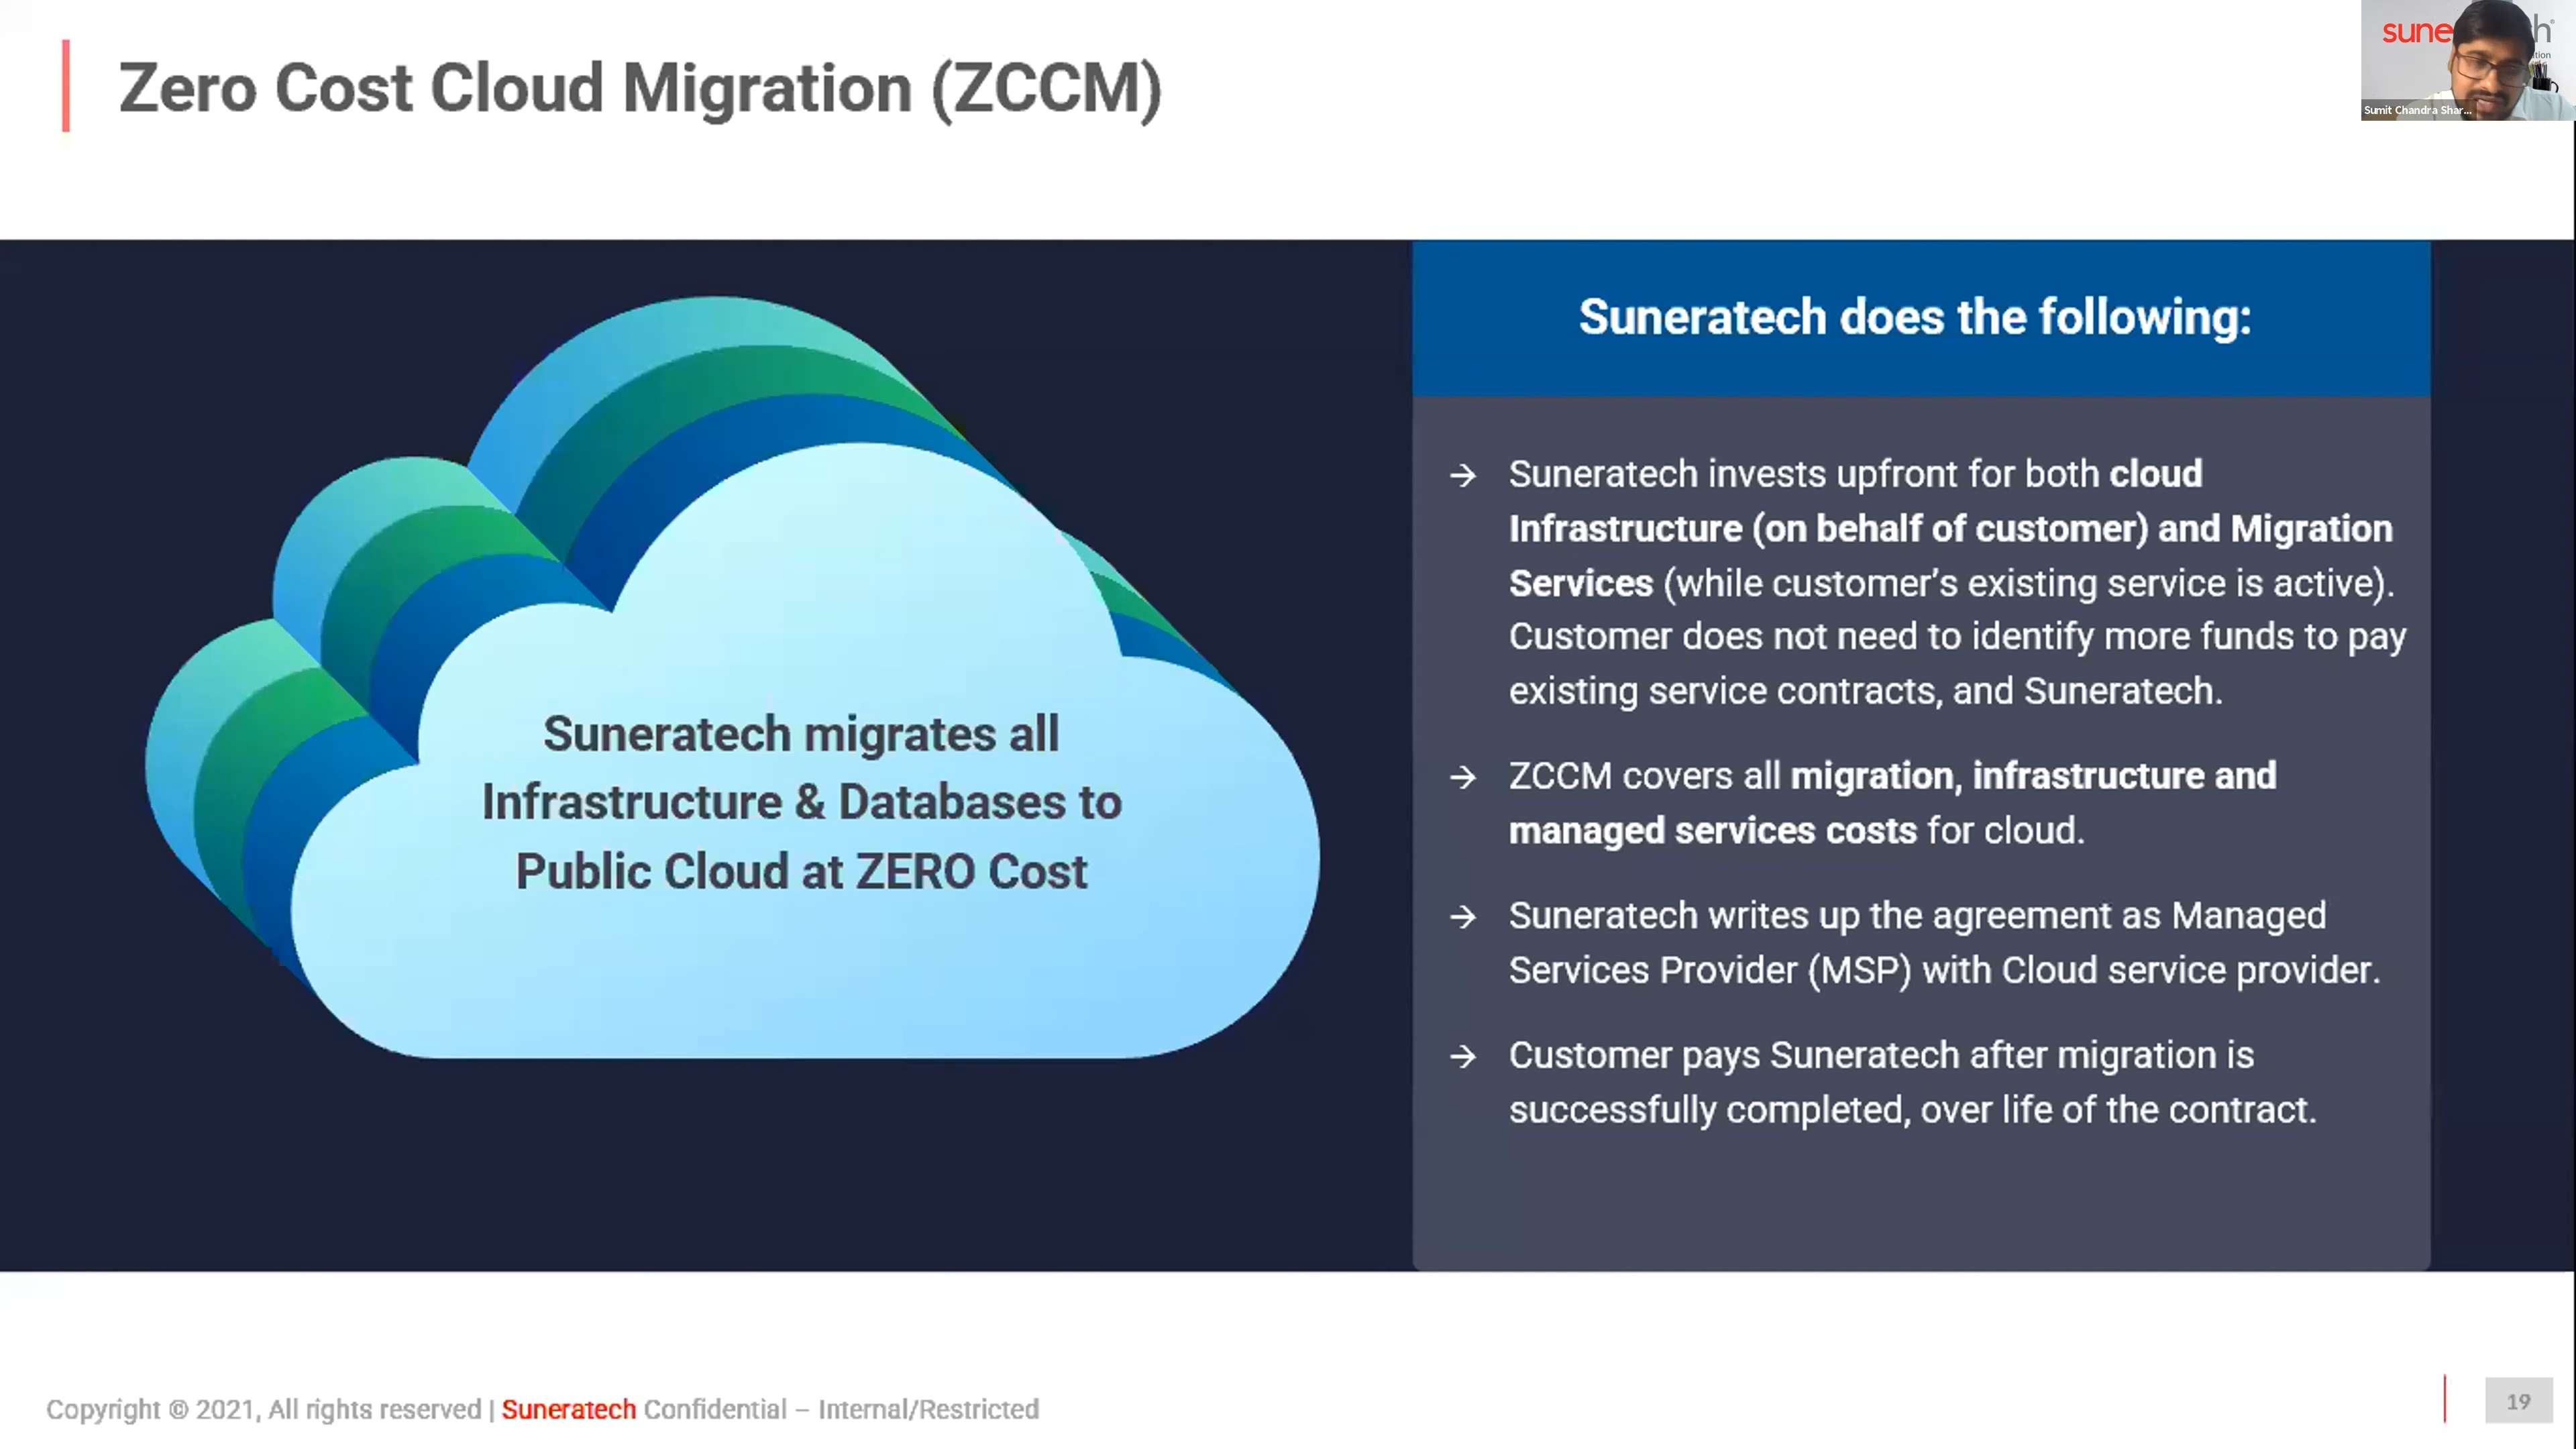 Zero Cost Cloud Migration (ZCCM)
sune
h
tion
Sumit Chandra Shar...
Suneratech migrates all
Infrastructure & Databases to
Public Cloud at ZERO Cost
Suneratech does the following:
→ Suneratech invests upfront for both cloud
Infrastructure (on behalf of customer) and Migration
Services (while customer’s existing service is active).
Customer does not need to identify more funds to pay
existing service contracts, and Suneratech.
→ ZCCM covers all migration, infrastructure and
managed services costs for cloud.
→ Suneratech writes up the agreement as Managed
Services Provider (MSP) with Cloud service provider.
→ Customer pays Suneratech after migration is
successfully completed, over life of the contract.
Copyright © 2021, All rights reserved | Suneratech Confidential – Internal/Restricted
19